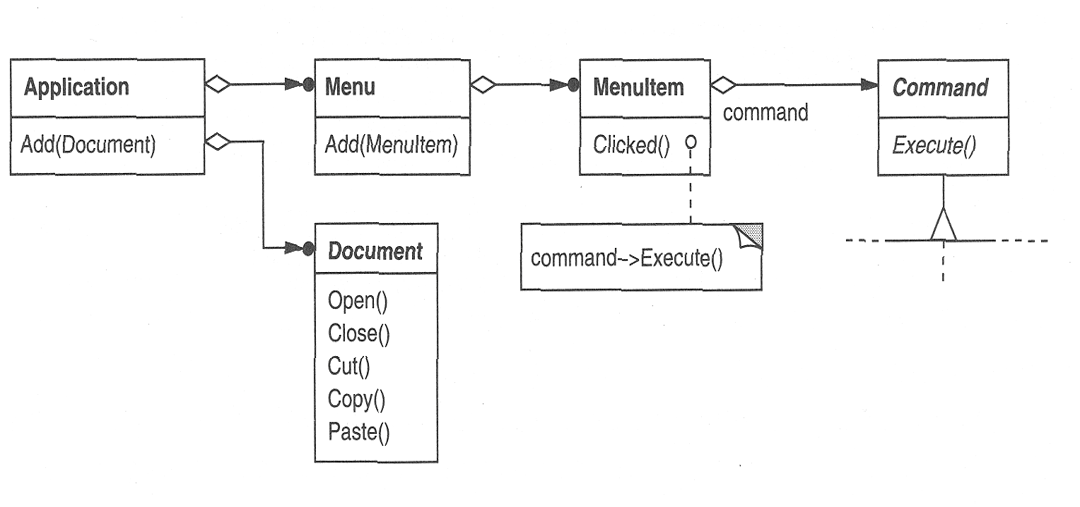 Application
Add(Document)
Menu
Add(MenuItem)
MenuItem
Clicked()
command
Command
Execute()
command->Execute()
Document
Open()
Close()
Cut()
Copy()
Paste()